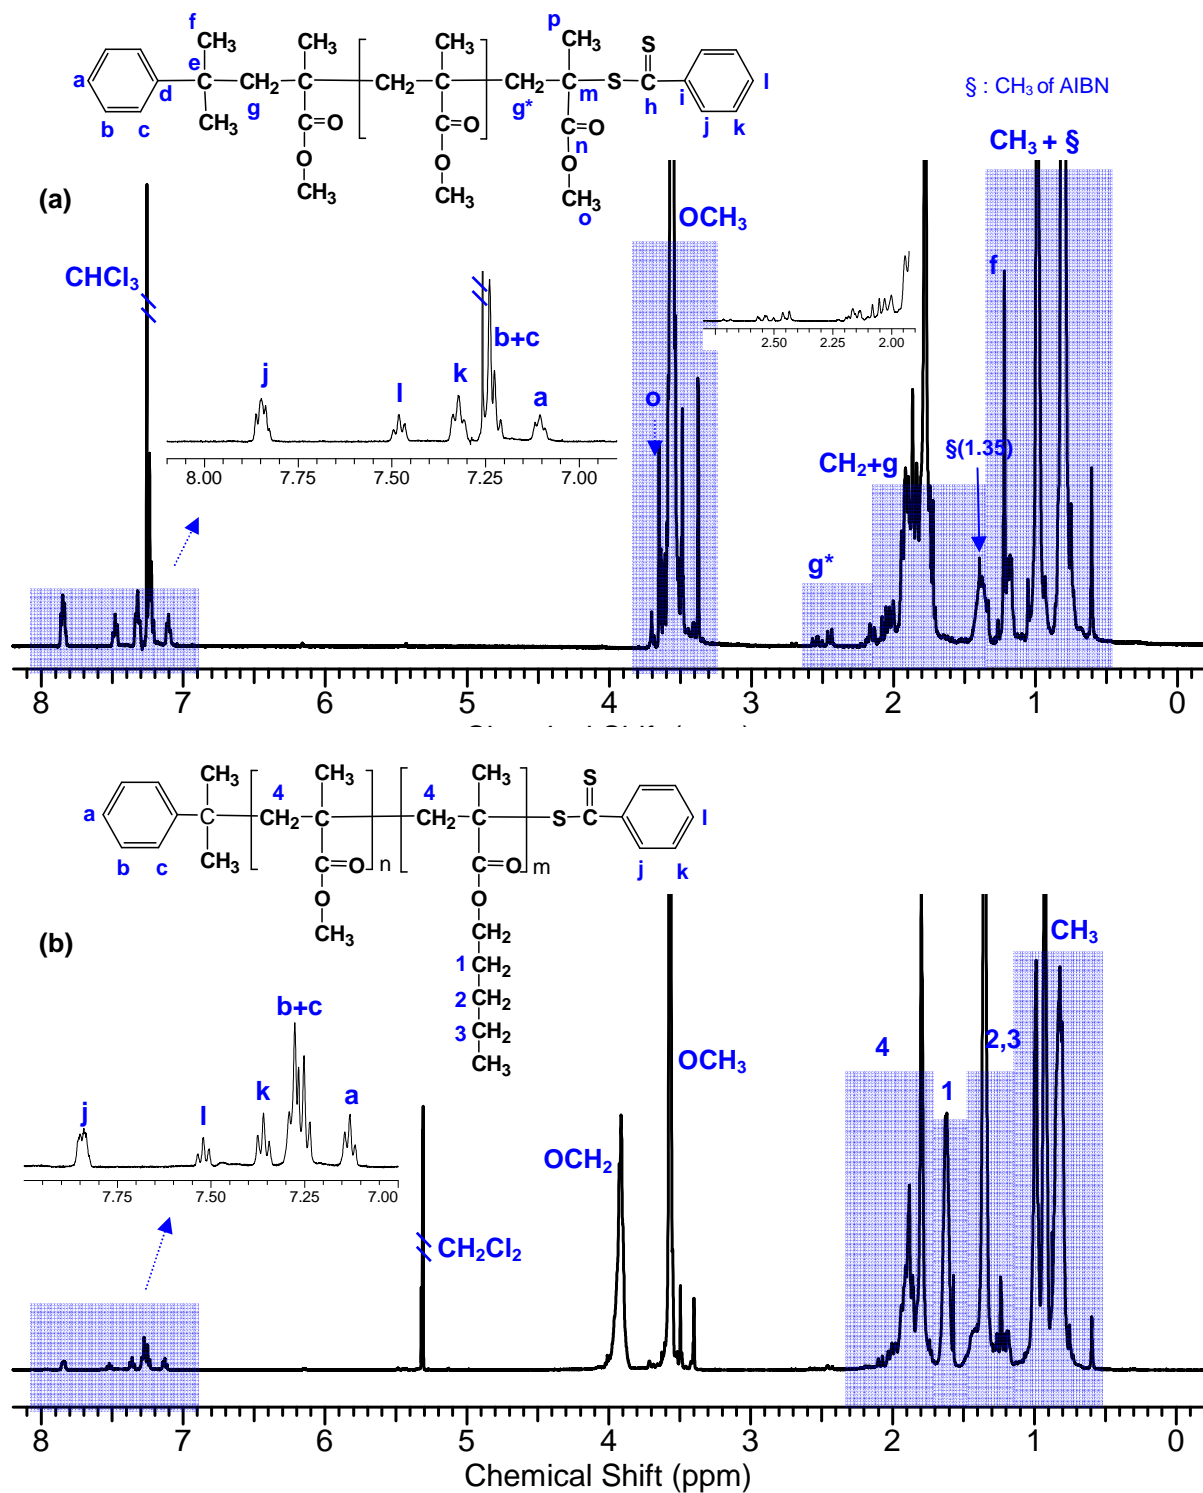 f
p
CH₃
CH₃
CH₃
CH₃
S
a
e
C
CH₂
C
CH₂
C
CH₂
C
S
C
l
d
g
g*
m
h
i
§ : CH₃ of AIBN
b
c
CH₃
C=O
C=O
C=O
n
j
k
O
O
O
CH₃
CH₃
CH₃
o
CH₃ + §
(a)
OCH₃
CHCl₃
f
b+c
j
l
k
a
8.00 7.75 7.50 7.25 7.00
2.50 2.25 2.00
o
CH₂+g
§(1.35)
g*
8 7 6 5 4 3 2 1 0
CH₃
CH₃
CH₃
S
a
C
4
CH₂
C
4
CH₂
C
S
C
l
b
c
CH₃
C=O
n
C=O
m
j
k
O
O
CH₃
CH₂
1
CH₂
2
CH₂
3
CH₂
CH₃
(b)
CH₃
b+c
j
l
k
a
7.75 7.50 7.25 7.00
OCH₃
OCH₂
CH₂Cl₂
4
1
2,3
8 7 6 5 4 3 2 1 0
Chemical Shift (ppm)